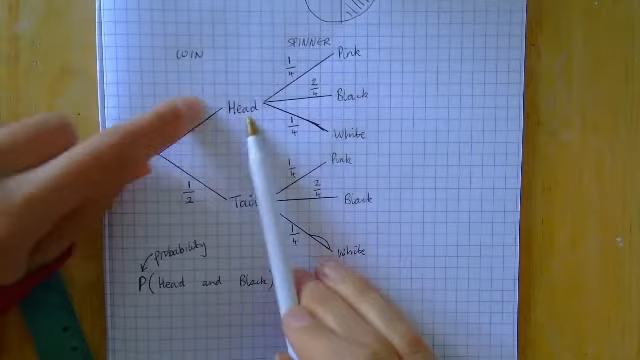 COIN
SPINNER
1/4 Pink
Head 2/4 Black
1/4 White
1/4 Pink
1/2 2/4 Black
1/4 White
probability
P(Head and Black)